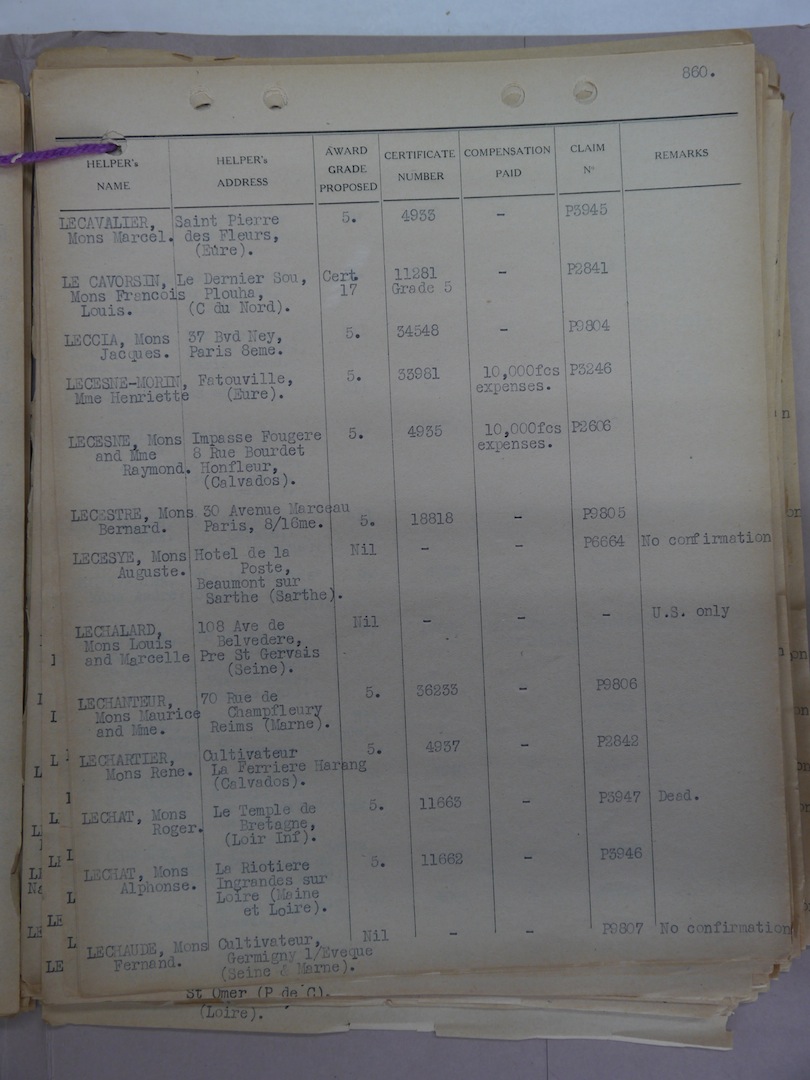 860.
HELPER's NAME HELPER's ADDRESS AWARD GRADE PROPOSED CERTIFICATE NUMBER COMPENSATION PAID CLAIM N° REMARKS
LECAVALIER, Saint Pierre 5. 4933 - P3945
Mons Marcel. des Fleurs,
(Eure).
LE CAVORSIN, Le Dernier Sou, Cert. 11281 - P2841
Mons Francois Plouha, 17 Grade 5
Louis. (C du Nord).
LECCIA, Mons 37 Bvd Ney, 5. 34548 - P9804
Jacques. Paris 8eme.
LECESNE-MORIN, Fatouville, 5. 33981 10,000fcs P3246
Mme Henriette (Eure). expenses.
LECESNE, Mons Impasse Fougere 5. 4935 10,000fcs P2606
and Mme 8 Rue Bourdet expenses.
Raymond. Honfleur,
(Calvados).
LECESTRE, Mons 30 Avenue Marceau 5. 18818 - P9805
Bernard. Paris, 8/16me.
LECESYE, Mons Hotel de la Nil - - P6664 No confirmation
Auguste. Poste,
Beaumont sur
Sarthe (Sarthe).
LECHALARD, 108 Ave de Nil - - - U.S. only
Mons Louis Belvedere,
and Marcelle Pre St Gervais
(Seine).
LECHANTEUR, 70 Rue de 5. 36233 - P9806
Mons Maurice Champfleury
and Mme. Reims (Marne).
LECHARTIER, Cultivateur 5. 4937 - P2842
Mons Rene. La Ferriere Harang
(Calvados).
LECHAT, Mons Le Temple de 5. 11663 - P3947 Dead.
Roger. Bretagne,
(Loir Inf).
LECHAT, Mons La Riotiere 5. 11662 - P3946
Alphonse. Ingrandes sur
Loire (Maine
et Loire).
LECHAUDE, Mons Cultivateur, Nil - - P9807 No confirmation
Fernand. Germigny l/Eveque
(Seine & Marne).
St Omer (P de C).
(Loire).